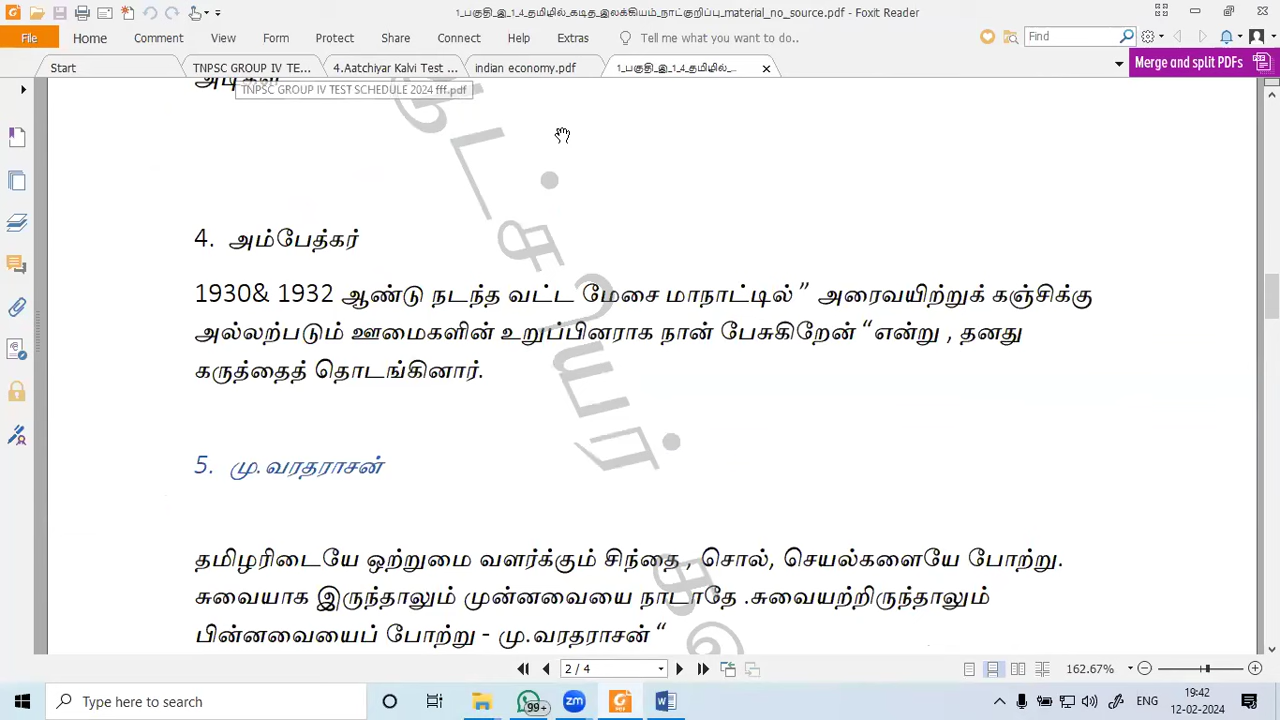 1_பகுதி_இ_1_4_தமிழில்_கடித_இலக்கியம்_நாட்குறிப்பு_material_no_source.pdf - Foxit Reader
File Home Comment View Form Protect Share Connect Help Extras Tell me what you want to do.. Find
Start TNPSC GROUP IV TE... 4.Aatchiyar Kalvi Test ... indian economy.pdf 1_பகுதி_இ_1_4_தமிழில்_... Merge and split PDFs
TNPSC GROUP IV TEST SCHEDULE 2024 fff.pdf
4. அம்பேத்கர்
1930& 1932 ஆண்டு நடந்த வட்ட மேசை மாநாட்டில் ” அரைவயிற்றுக் கஞ்சிக்கு
அல்லற்படும் ஊமைகளின் உறுப்பினராக நான் பேசுகிறேன் “என்று , தனது
கருத்தைத் தொடங்கினார்.
5. மு.வரதராசன்
தமிழரிடையே ஒற்றுமை வளர்க்கும் சிந்தை , சொல், செயல்களையே போற்று.
சுவையாக இருந்தாலும் முன்னவையை நாடாதே .சுவையற்றிருந்தாலும்
பின்னவையைப் போற்று - மு.வரதராசன் “
2 / 4 162.67%
Type here to search 99+ zm ENG 19:42
12-02-2024